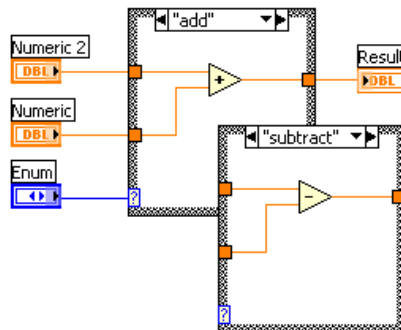 "add"
Numeric 2
DBL
Result
DBL
Numeric
DBL
"subtract"
Enum
?
?